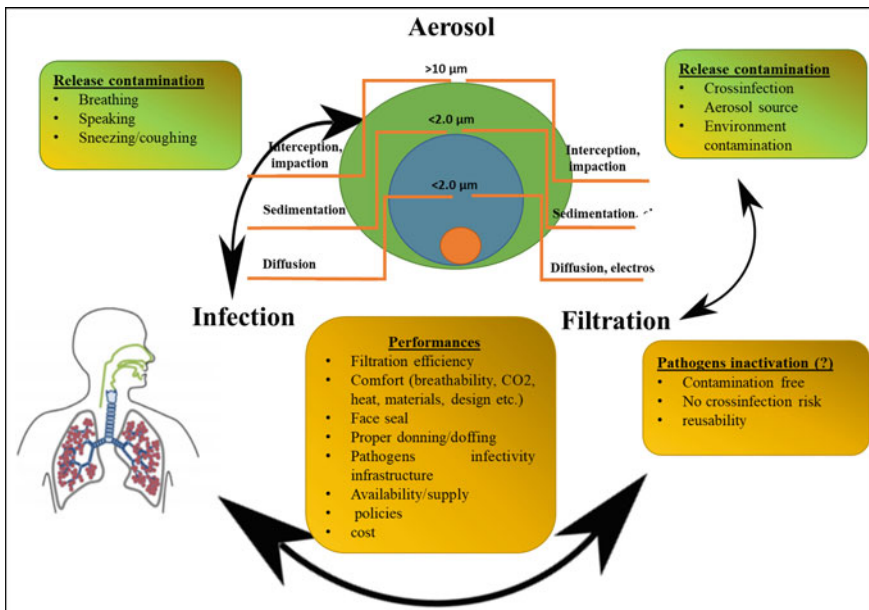 Aerosol
Release contamination
• Breathing
• Speaking
• Sneezing/coughing
>10 µm
<2.0 µm
<2.0 µm
Interception,
impaction
Sedimentation
Diffusion
Interception,
impaction
Sedimentation
Diffusion, electros
Release contamination
• Crossinfection
• Aerosol source
• Environment
contamination
Infection
Filtration
Performances
• Filtration efficiency
• Comfort (breathability, CO2,
heat, materials, design etc.)
• Face seal
• Proper donning/doffing
• Pathogens infectivity
infrastructure
• Availability/supply
• policies
• cost
Pathogens inactivation (?)
• Contamination free
• No crossinfection risk
• reusability